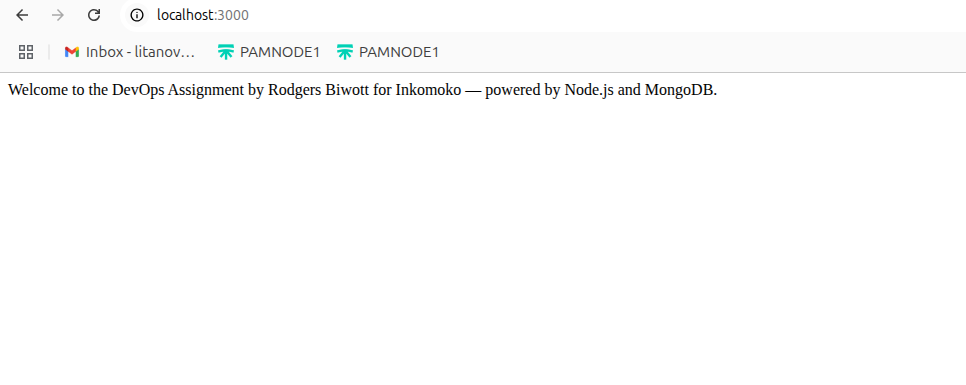 localhost:3000
Inbox - litanov… PAMNODE1 PAMNODE1
Welcome to the DevOps Assignment by Rodgers Biwott for Inkomoko — powered by Node.js and MongoDB.